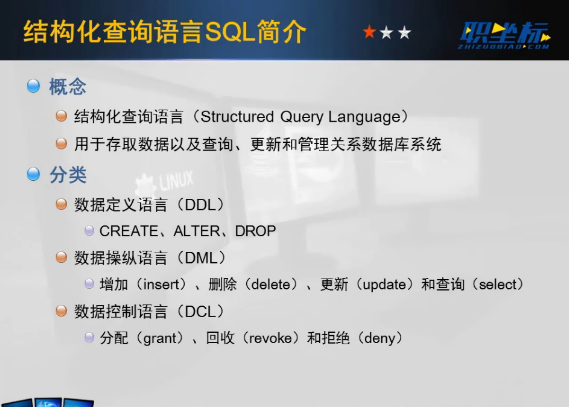 结构化查询语言SQL简介
职坐标
ZHIZUOBIAO.COM
概念
结构化查询语言（Structured Query Language）
用于存取数据以及查询、更新和管理关系数据库系统
分类
LINUX
数据定义语言（DDL）
CREATE、ALTER、DROP
数据操纵语言（DML）
增加（insert）、删除（delete）、更新（update）和查询（select）
数据控制语言（DCL）
分配（grant）、回收（revoke）和拒绝（deny）